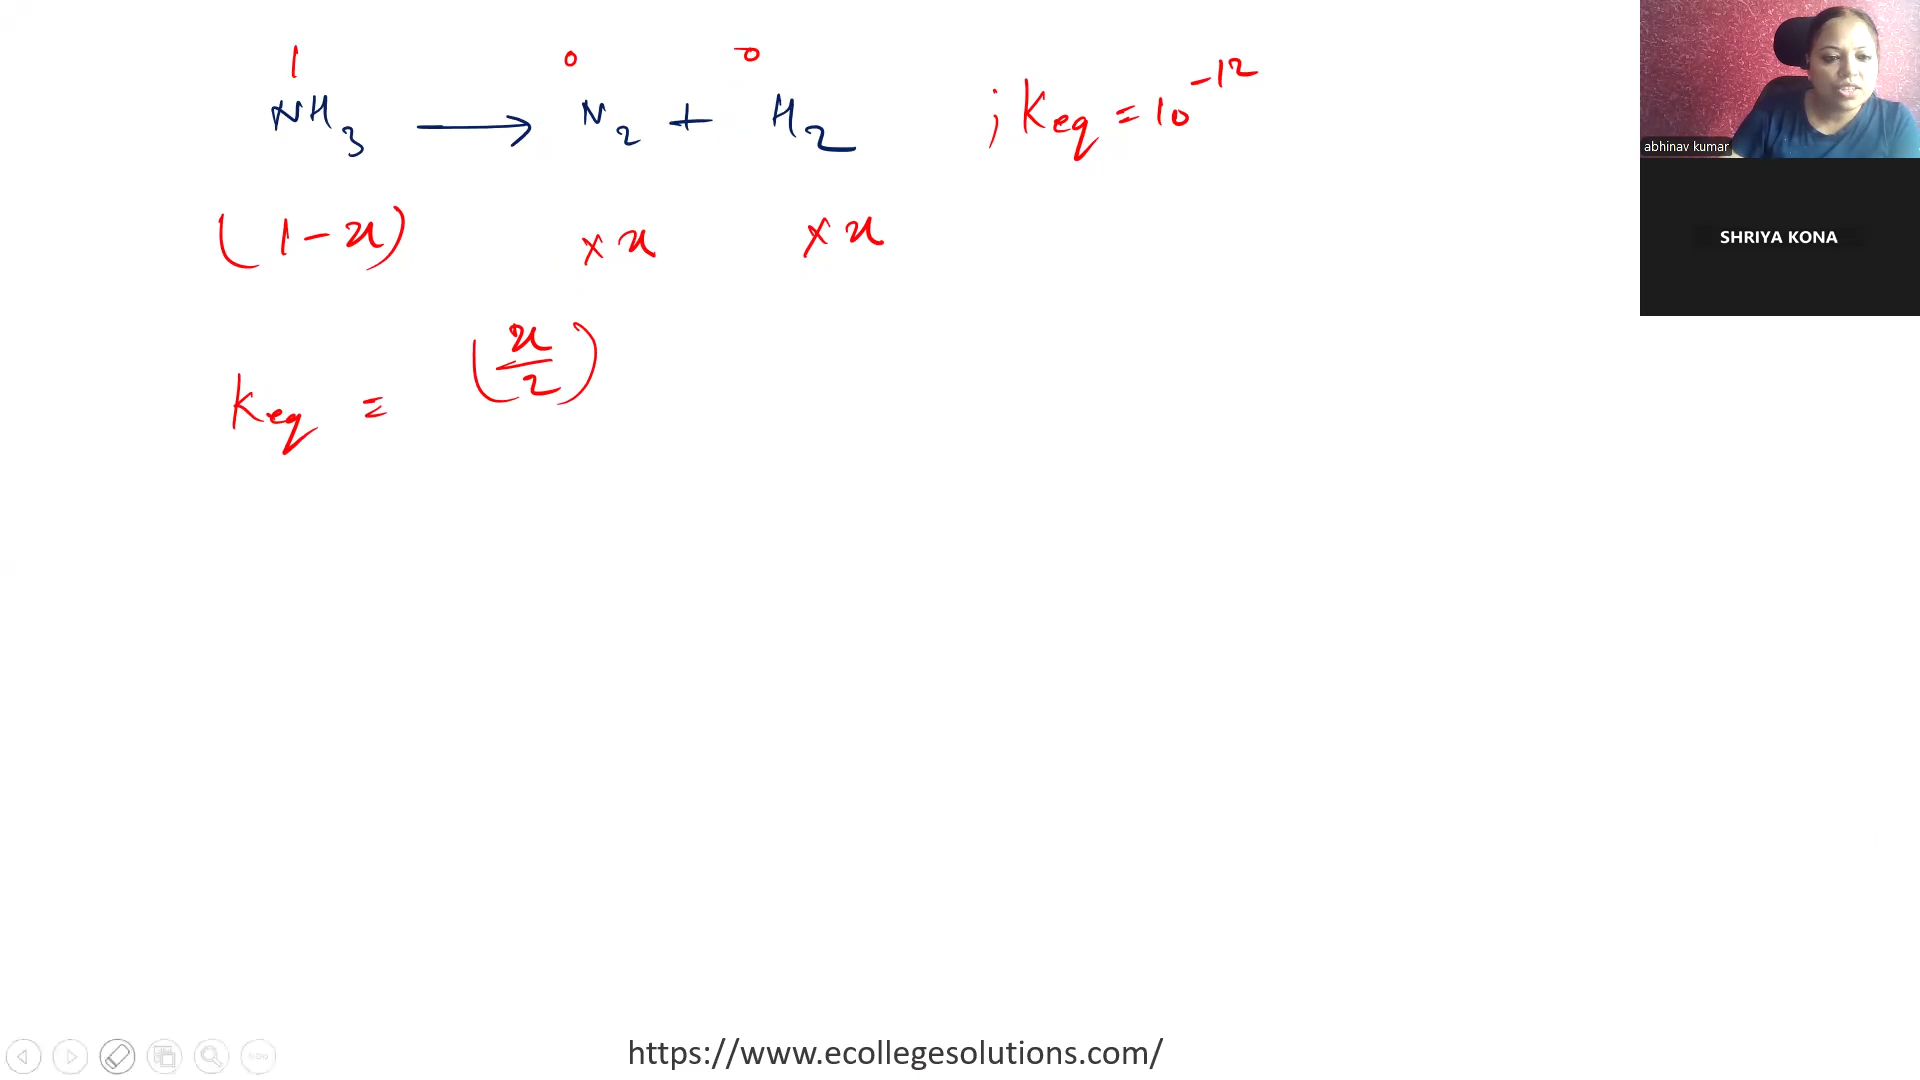 1 0 0
NH3 → N2 + H2 ; Keq = 10^-12
(1-x) x x x x
Keq = (x/2)
abhinav kumar
SHRIYA KONA
https://www.ecollegesolutions.com/